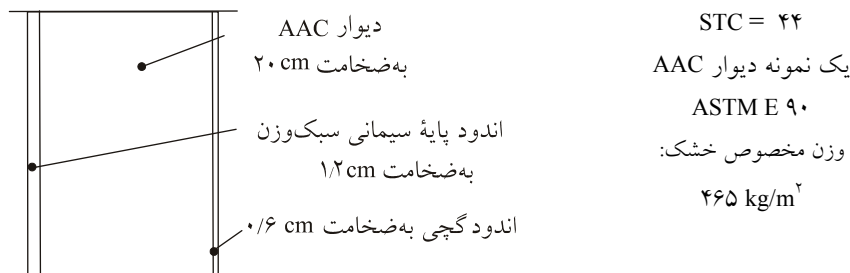 دیوار AAC
به‌ضخامت ۲۰ cm
اندود پایهٔ سیمانی سبک‌وزن
به‌ضخامت ۱/۲cm
اندود گچی به‌ضخامت ۰/۶ cm
STC = ۴۴
یک نمونه دیوار AAC
ASTM E ۹۰
وزن مخصوص خشک:
۴۶۵ kg/m۲